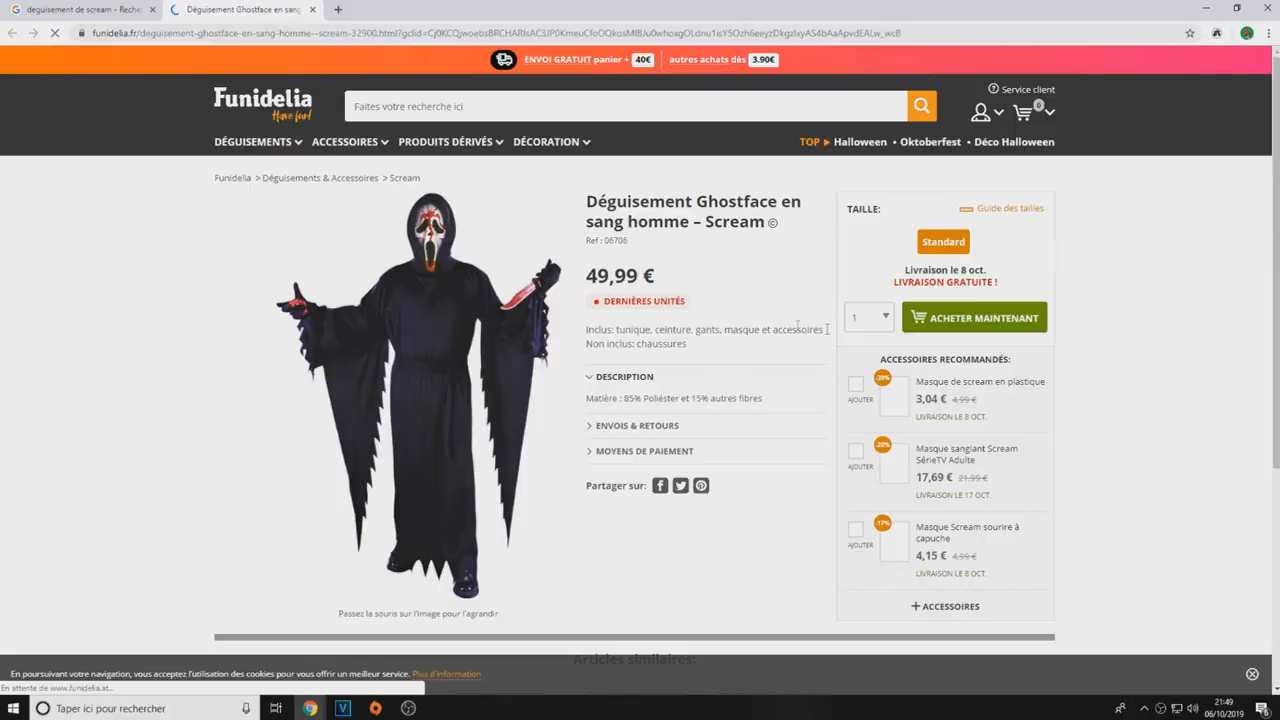 deguisement de scream - Reche
Déguisement Ghostface en sang
funidelia.fr/deguisement-ghostface-en-sang-homme--scream-32900.html?gclid=
ENVOI GRATUIT panier + 40€ autres achats dès 3.90€
Service client
Funidelia
Have fun!
Faites votre recherche ici
0
DÉGUISEMENTS ACCESSOIRES PRODUITS DÉRIVÉS DÉCORATION
TOP Halloween • Oktoberfest • Déco Halloween
Funidelia > Déguisements & Accessoires > Scream
Déguisement Ghostface en
sang homme – Scream ©
Ref : 06706
49,99 €
DERNIÈRES UNITÉS
Inclus: tunique, ceinture, gants, masque et accessoires
Non inclus: chaussures
DESCRIPTION
Matière : 85% Poliéster et 15% autres fibres
ENVOIS & RETOURS
MOYENS DE PAIEMENT
Partager sur:
Passez la souris sur l'image pour l'agrandir
TAILLE: Guide des tailles
Standard
Livraison le 8 oct.
LIVRAISON GRATUITE !
1 ACHETER MAINTENANT
ACCESSOIRES RECOMMANDÉS:
-39% Masque de scream en plastique
AJOUTER 3,04 € 4,99 €
LIVRAISON LE 8 OCT.
-20% Masque sanglant Scream
SérieTV Adulte
AJOUTER 17,69 € 21,99 €
LIVRAISON LE 17 OCT.
-17% Masque Scream sourire à
capuche
AJOUTER 4,15 € 4,99 €
LIVRAISON LE 8 OCT.
+ ACCESSOIRES
Articles similaires:
En poursuivant votre navigation, vous acceptez l'utilisation des cookies pour vous offrir un meilleur service. Plus d'information
En attente de www.funidelia.at...
Taper ici pour rechercher
21:49
06/10/2019